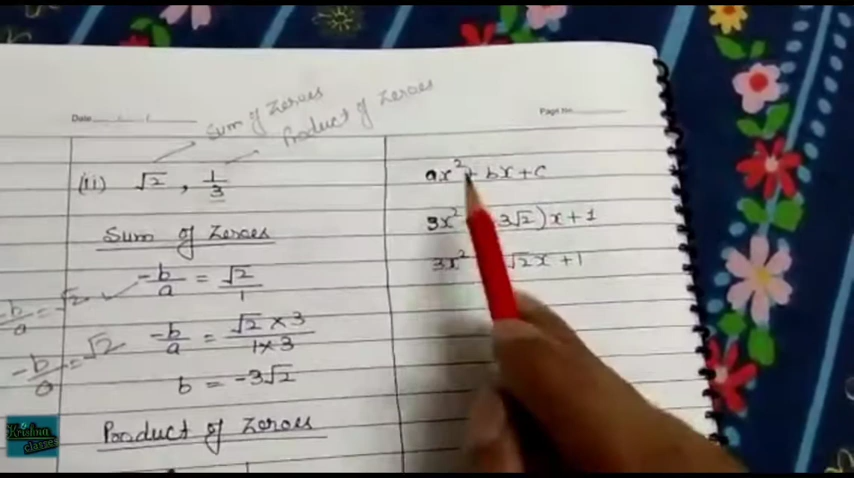 Date
Page No.
Sum of Zeroes
Product of Zeroes
(ii) √2 , 1/3
Sum of Zeroes
-b/a = √2/1
-b/a = √2
-b/a = √2×3/1×3
-b/a = √2
b = -3√2
Product of Zeroes
ax² + bx + c
3x² 3√2)x + 1
3x² √2x + 1
Krishna
classes